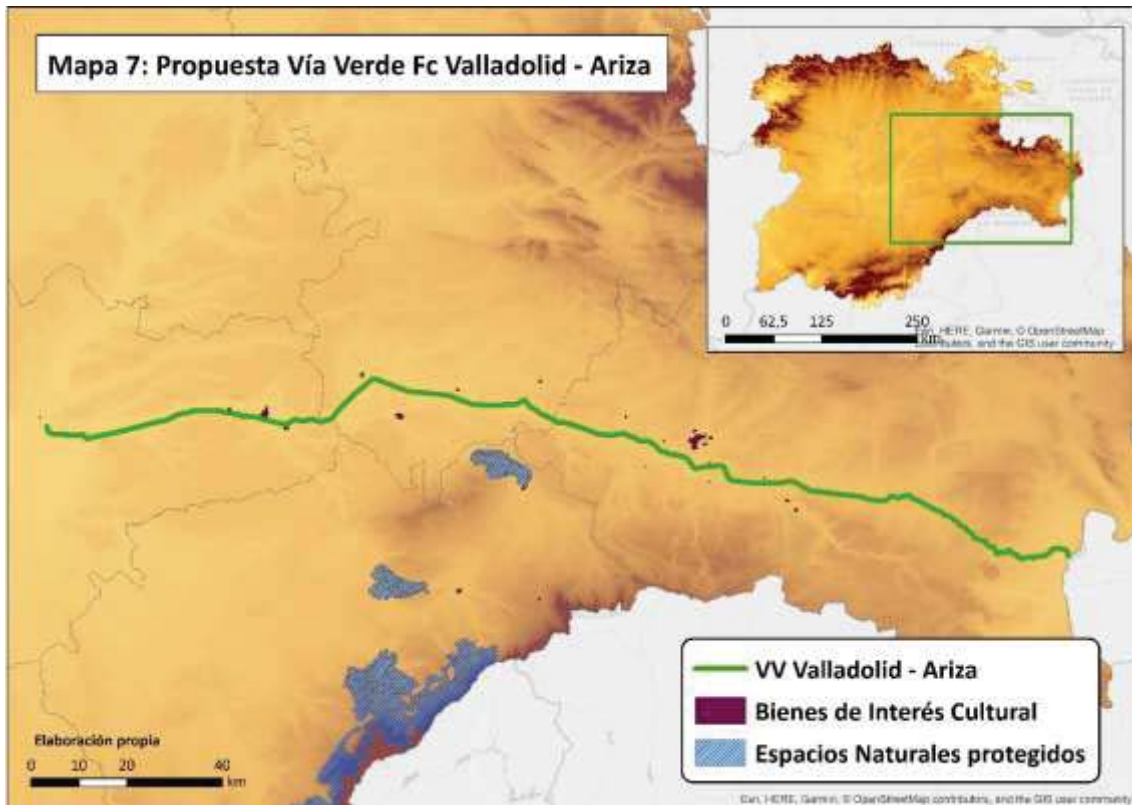 Mapa 7: Propuesta Vía Verde Fc Valladolid - Ariza
0 62,5 125 250
km
HERE, Garmin, © OpenStreetMap
contributors, and the GIS user community
VV Valladolid - Ariza
Bienes de Interés Cultural
Espacios Naturales protegidos
Elaboración propia
0 10 20 40
km
Esri, HERE, Garmin, © OpenStreetMap contributors, and the GIS user community